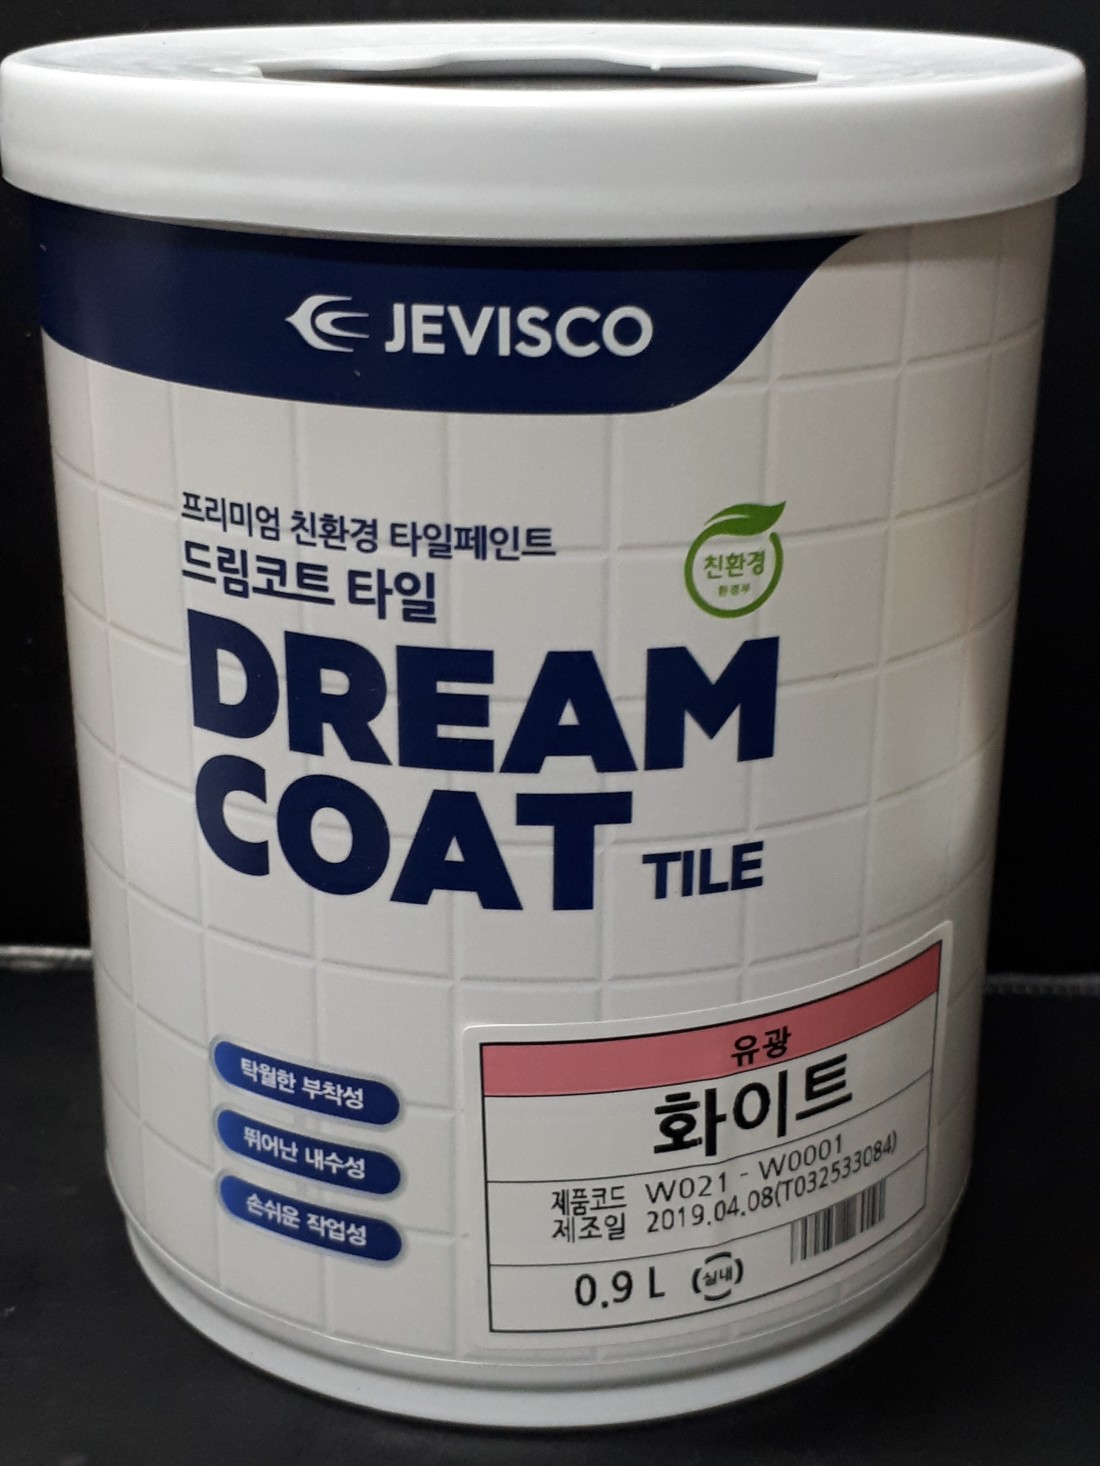 JEVISCO
프리미엄 친환경 타일페인트
드림코트 타일
친환경
환경부
DREAM
COAT TILE
탁월한 부착성
뛰어난 내수성
손쉬운 작업성
유광
화이트
제품코드 W021 - W0001
제조일 2019.04.08(T032533084)
0.9 L (실내)